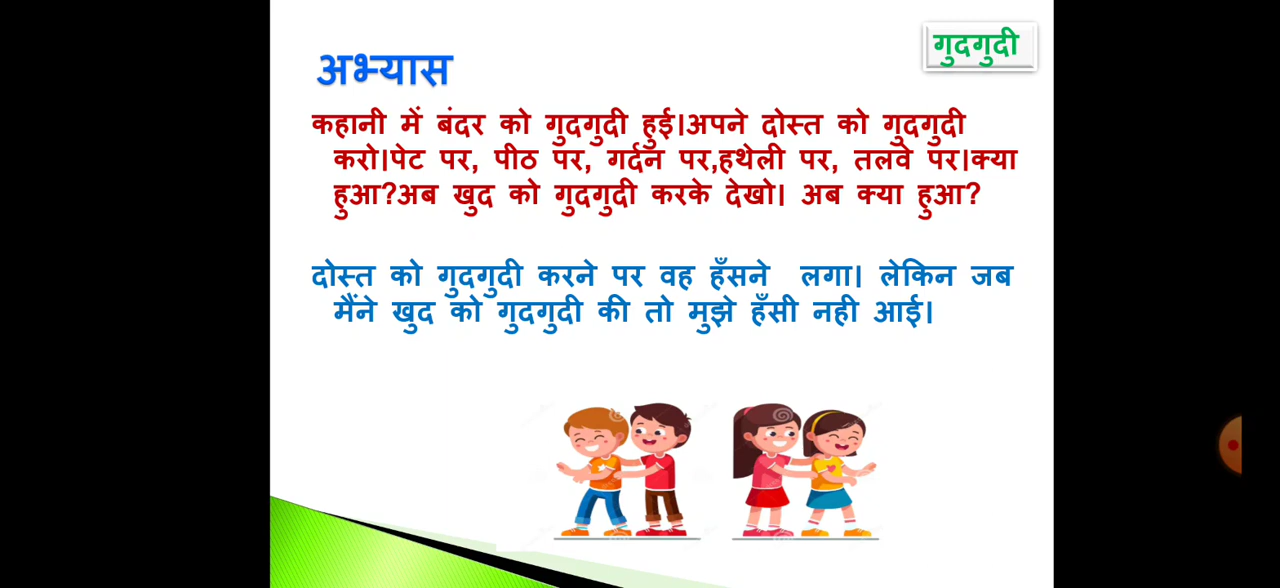 गुदगुदी
अभ्यास
कहानी में बंदर को गुदगुदी हुई।अपने दोस्त को गुदगुदी
करो।पेट पर, पीठ पर, गर्दन पर,हथेली पर, तलवे पर।क्या
हुआ?अब खुद को गुदगुदी करके देखो। अब क्या हुआ?
दोस्त को गुदगुदी करने पर वह हँसने लगा। लेकिन जब
मैंने खुद को गुदगुदी की तो मुझे हँसी नही आई।